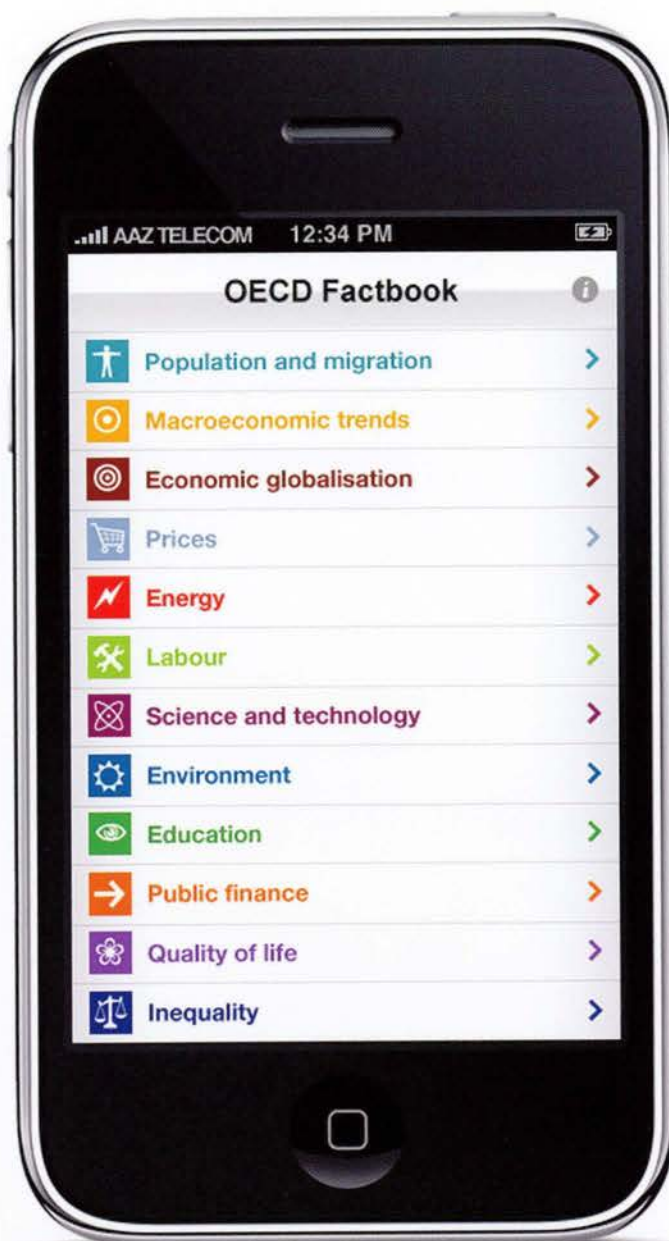 AAZ TELECOM 12:34 PM
OECD Factbook i
Population and migration
Macroeconomic trends
Economic globalisation
Prices
Energy
Labour
Science and technology
Environment
Education
Public finance
Quality of life
Inequality